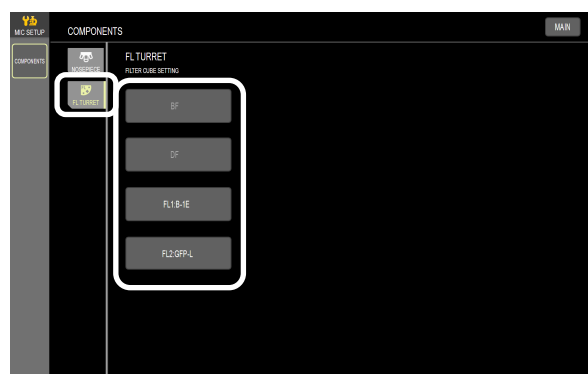 MIC SETUP
COMPONENTS
MAIN
COMPONENTS
NOSEPIECE
FL TURRET
FL TURRET
FILTER CUBE SETTING
BF
DF
FL1:B-1E
FL2:GFP-L